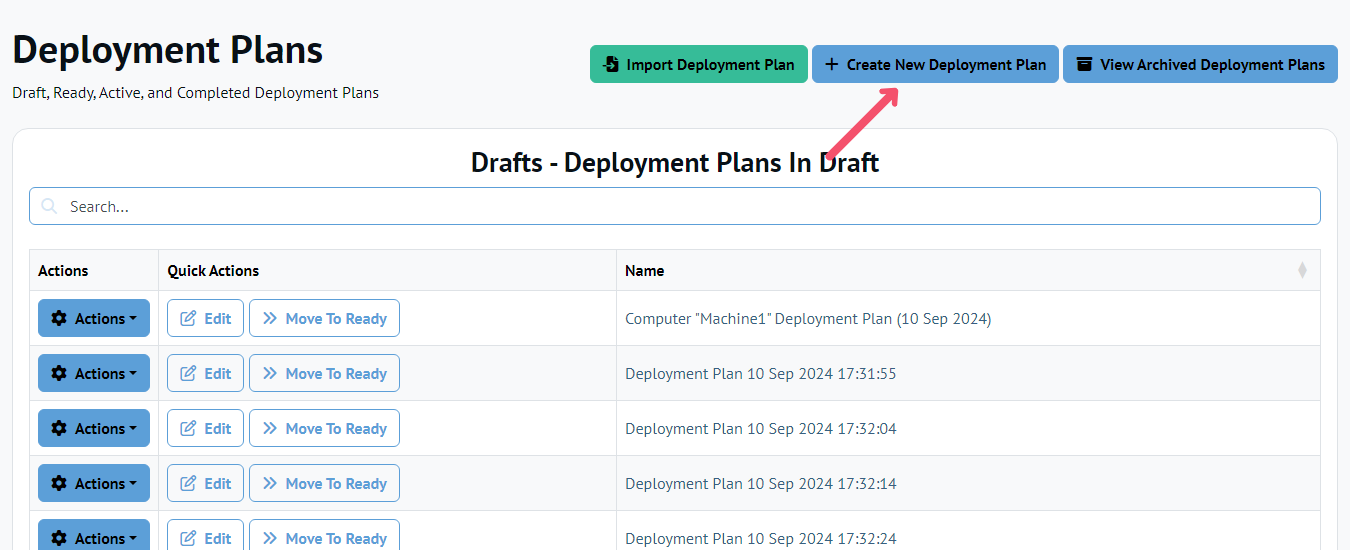 Deployment Plans
Import Deployment Plan
Create New Deployment Plan
View Archived Deployment Plans
Draft, Ready, Active, and Completed Deployment Plans
Drafts - Deployment Plans In Draft
Search...
Actions Quick Actions Name
Actions Edit Move To Ready Computer "Machine1" Deployment Plan (10 Sep 2024)
Actions Edit Move To Ready Deployment Plan 10 Sep 2024 17:31:55
Actions Edit Move To Ready Deployment Plan 10 Sep 2024 17:32:04
Actions Edit Move To Ready Deployment Plan 10 Sep 2024 17:32:14
Actions Edit Move To Ready Deployment Plan 10 Sep 2024 17:32:24